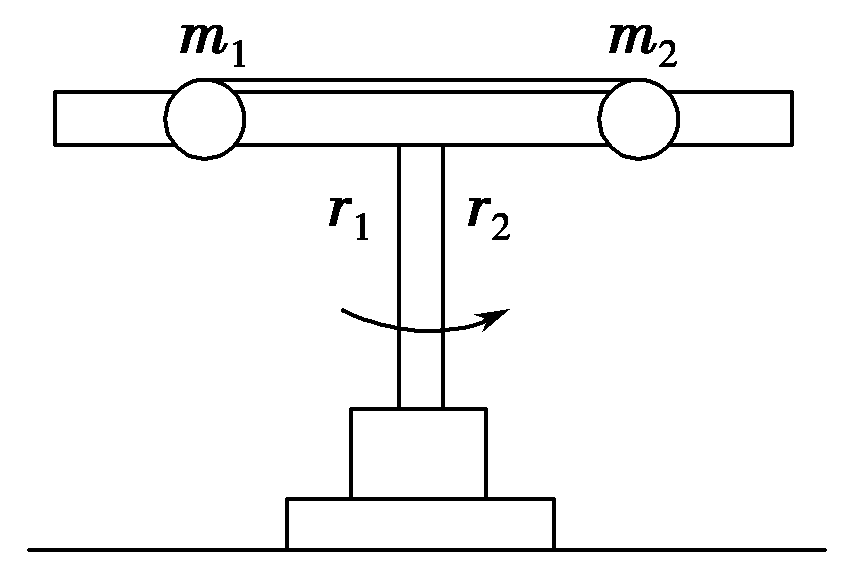 m₁ m₂
r₁ r₂